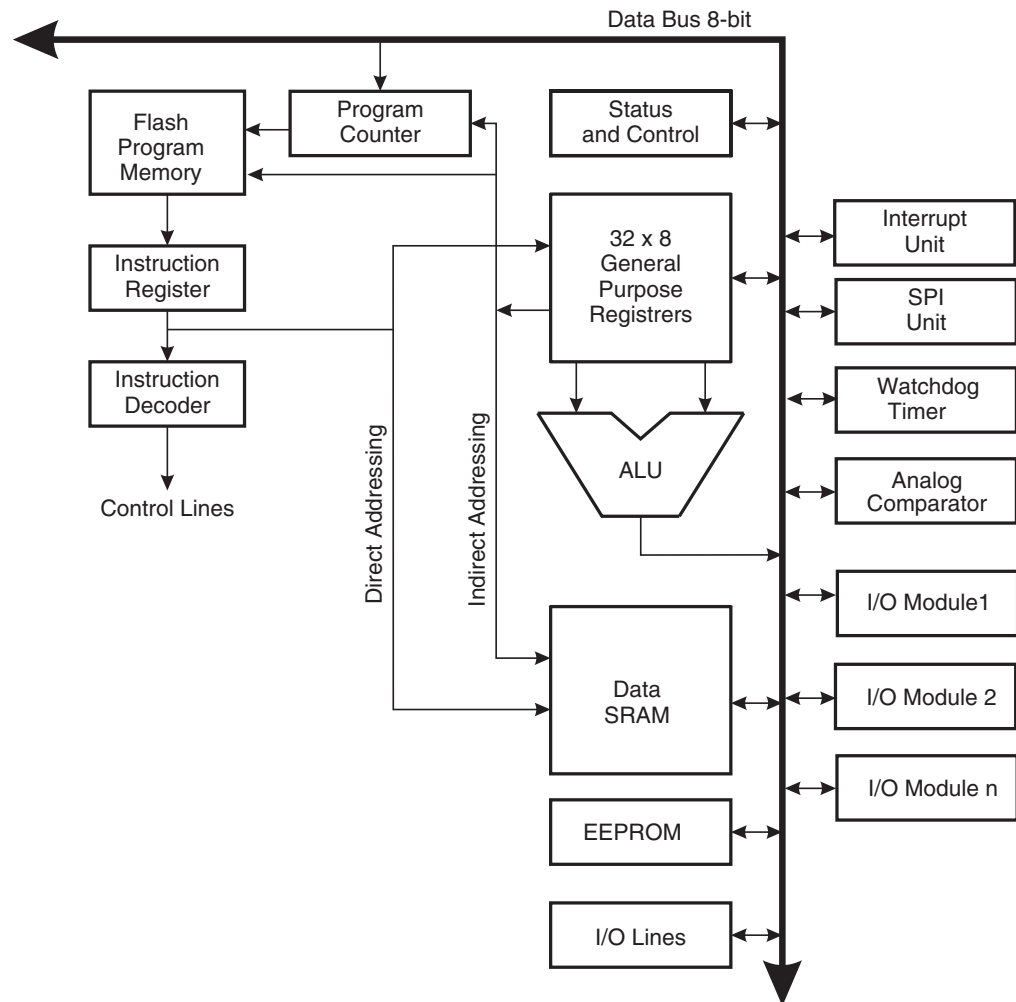 Data Bus 8-bit
Flash
Program
Memory
Program
Counter
Status
and Control
32 x 8
General
Purpose
Registrers
Interrupt
Unit
Instruction
Register
SPI
Unit
Instruction
Decoder
Watchdog
Timer
ALU
Analog
Comparator
Control Lines
Direct Addressing
Indirect Addressing
I/O Module1
Data
SRAM
I/O Module 2
I/O Module n
EEPROM
I/O Lines